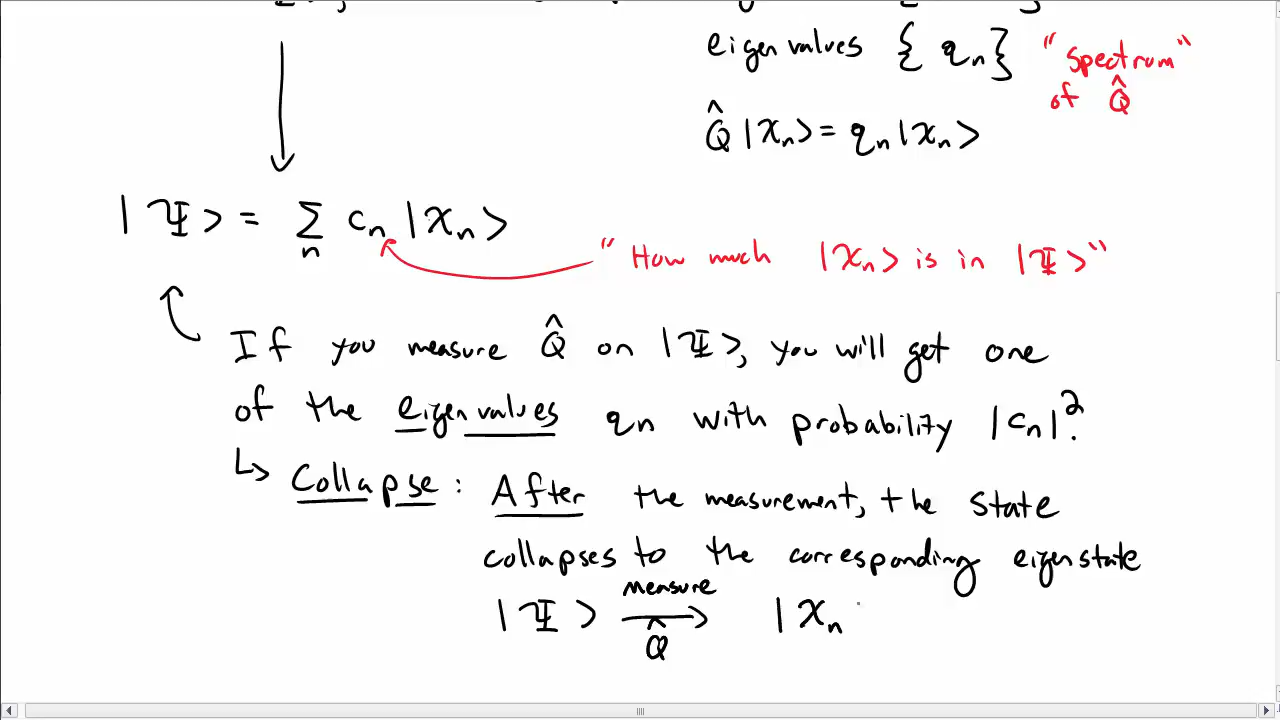 eigenvalues { qn} "Spectrum"
of Q̂
Q̂ |χn> = qn |χn>
|Ψ> = Σn cn |χn>
"How much |χn> is in |Ψ>"
If you measure Q̂ on |Ψ>, you will get one
of the eigenvalues qn with probability |cn|².
↳ Collapse: After the measurement, the state
collapses to the corresponding eigenstate
measure
|Ψ> → |χn
Q̂